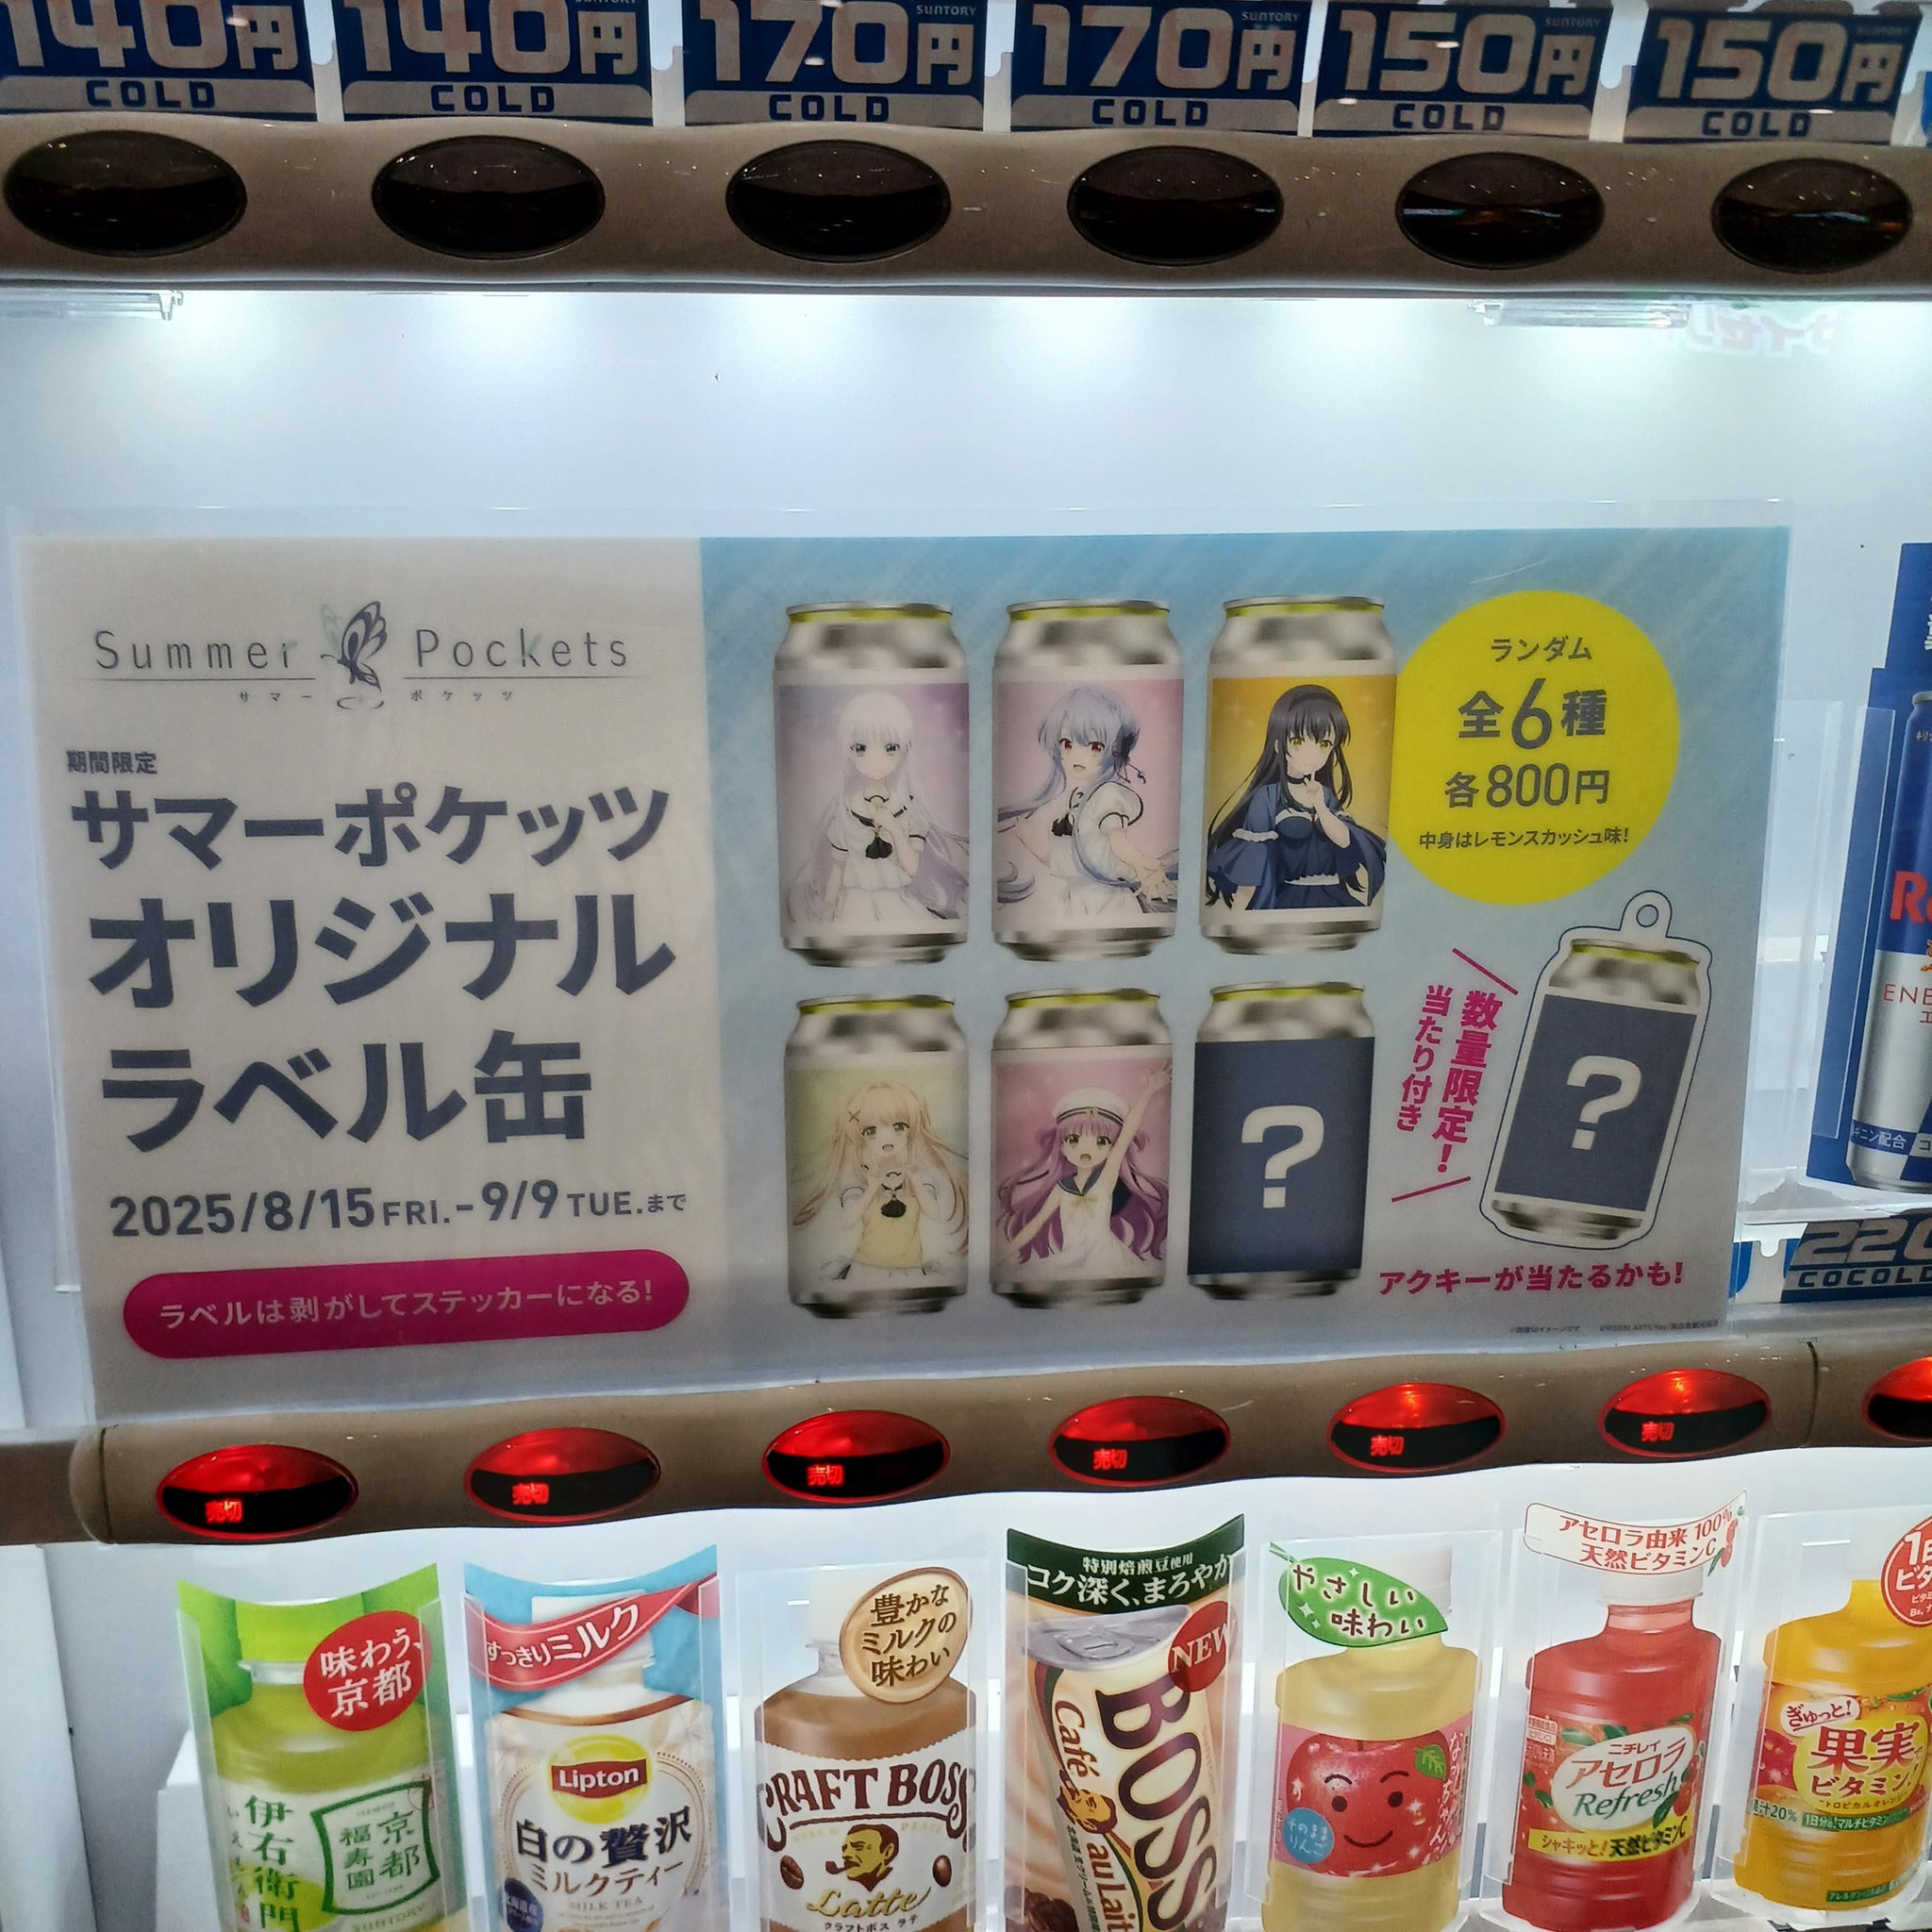 140円
COLD
SUNTORY
140円
COLD
SUNTORY
170円
COLD
SUNTORY
170円
COLD
SUNTORY
150円
COLD
SUNTORY
150円
COLD
Summer Pockets
サマー ポケッツ
期間限定
サマーポケッツ
オリジナル
ラベル缶
2025/8/15 FRI. - 9/9 TUE.まで
ラベルは剥がしてステッカーになる!
ランダム
全6種
各800円
中身はレモンスカッシュ味!
?
数量限定!
当たり付き
?
アクキーが当たるかも!
COCOLD
売切
売切
売切
売切
売切
売切
味わう、
京都
伊右衛門
京都
福寿園
SUNTORY
すっきりミルク
Lipton
白の贅沢
ミルクティー
MILK TEA
豊かな
ミルクの
味わい
CRAFT BOSS
Latte
クラフトボス ラテ
特別焙煎豆使用
コク深く、まろやか
NEW
BOSS
Café au Lait
やさしい
味わい
アセロラ由来 100%
天然ビタミンC
ニチレイ
アセロラ
Refresh
シャキッと!天然ビタミンC
ぎゅっと!
果実
ビタミン